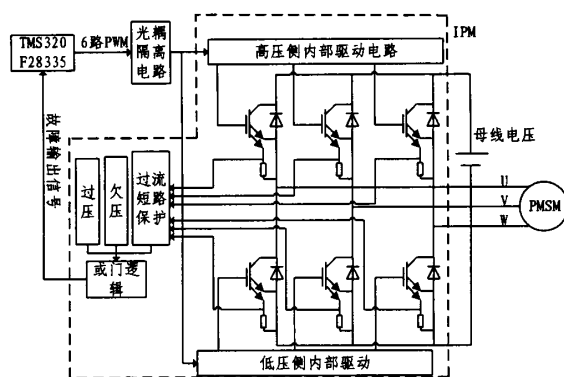 TMS320
F28335
6路PWM
光耦
隔离
电路
IPM
高压侧内部驱动电路
母线电压
故障输出信号
过压
欠压
过流
短路
保护
或门逻
辑
U
V
W
PMSM
低压侧内部驱动